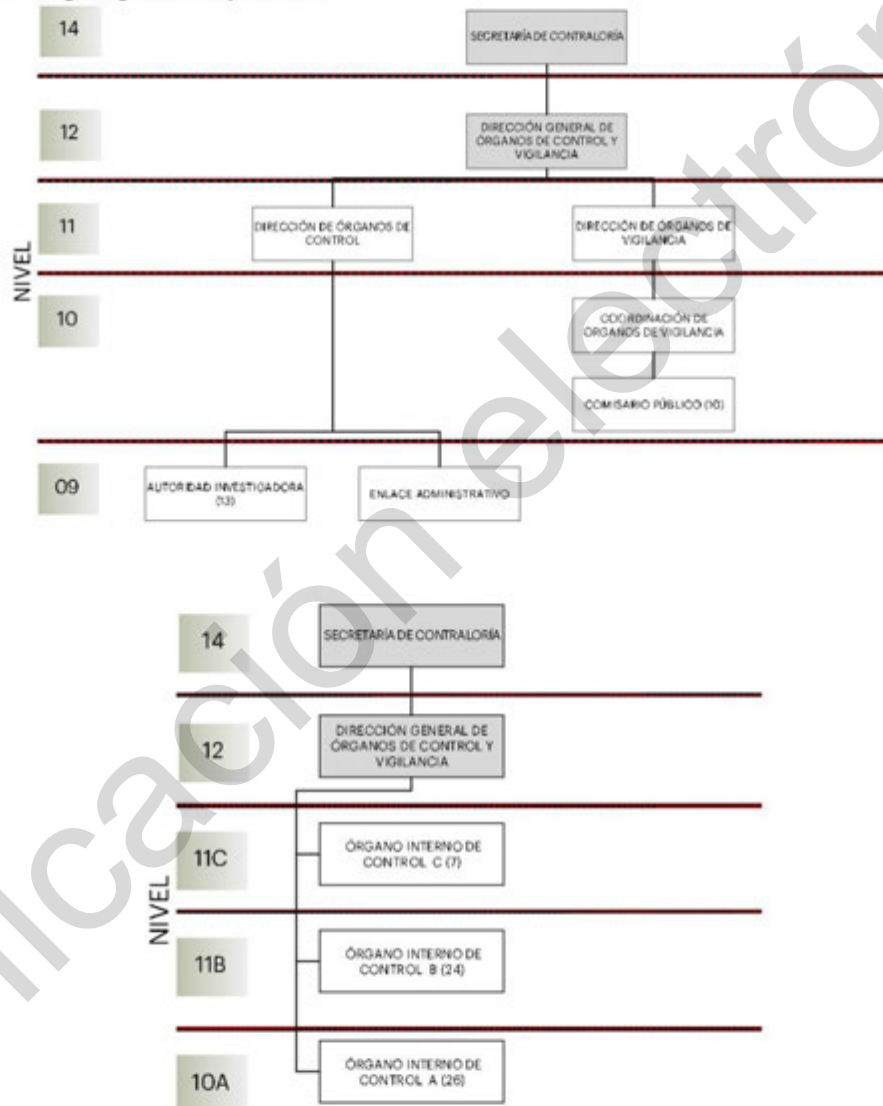 14
SECRETARÍA DE CONTRALORÍA
12
DIRECCIÓN GENERAL DE
ÓRGANOS DE CONTROL Y
VIGILANCIA
NIVEL
11
DIRECCIÓN DE ÓRGANOS DE
CONTROL
DIRECCIÓN DE ÓRGANOS DE
VIGILANCIA
10
COORDINACIÓN DE
ÓRGANOS DE VIGILANCIA
COMISARIO PÚBLICO (10)
09
AUTORIDAD INVESTIGADORA
(13)
ENLACE ADMINISTRATIVO
14
SECRETARÍA DE CONTRALORÍA
12
DIRECCIÓN GENERAL DE
ÓRGANOS DE CONTROL Y
VIGILANCIA
NIVEL
11C
ÓRGANO INTERNO DE
CONTROL C (7)
11B
ÓRGANO INTERNO DE
CONTROL B (24)
10A
ÓRGANO INTERNO DE
CONTROL A (26)
icación electrón